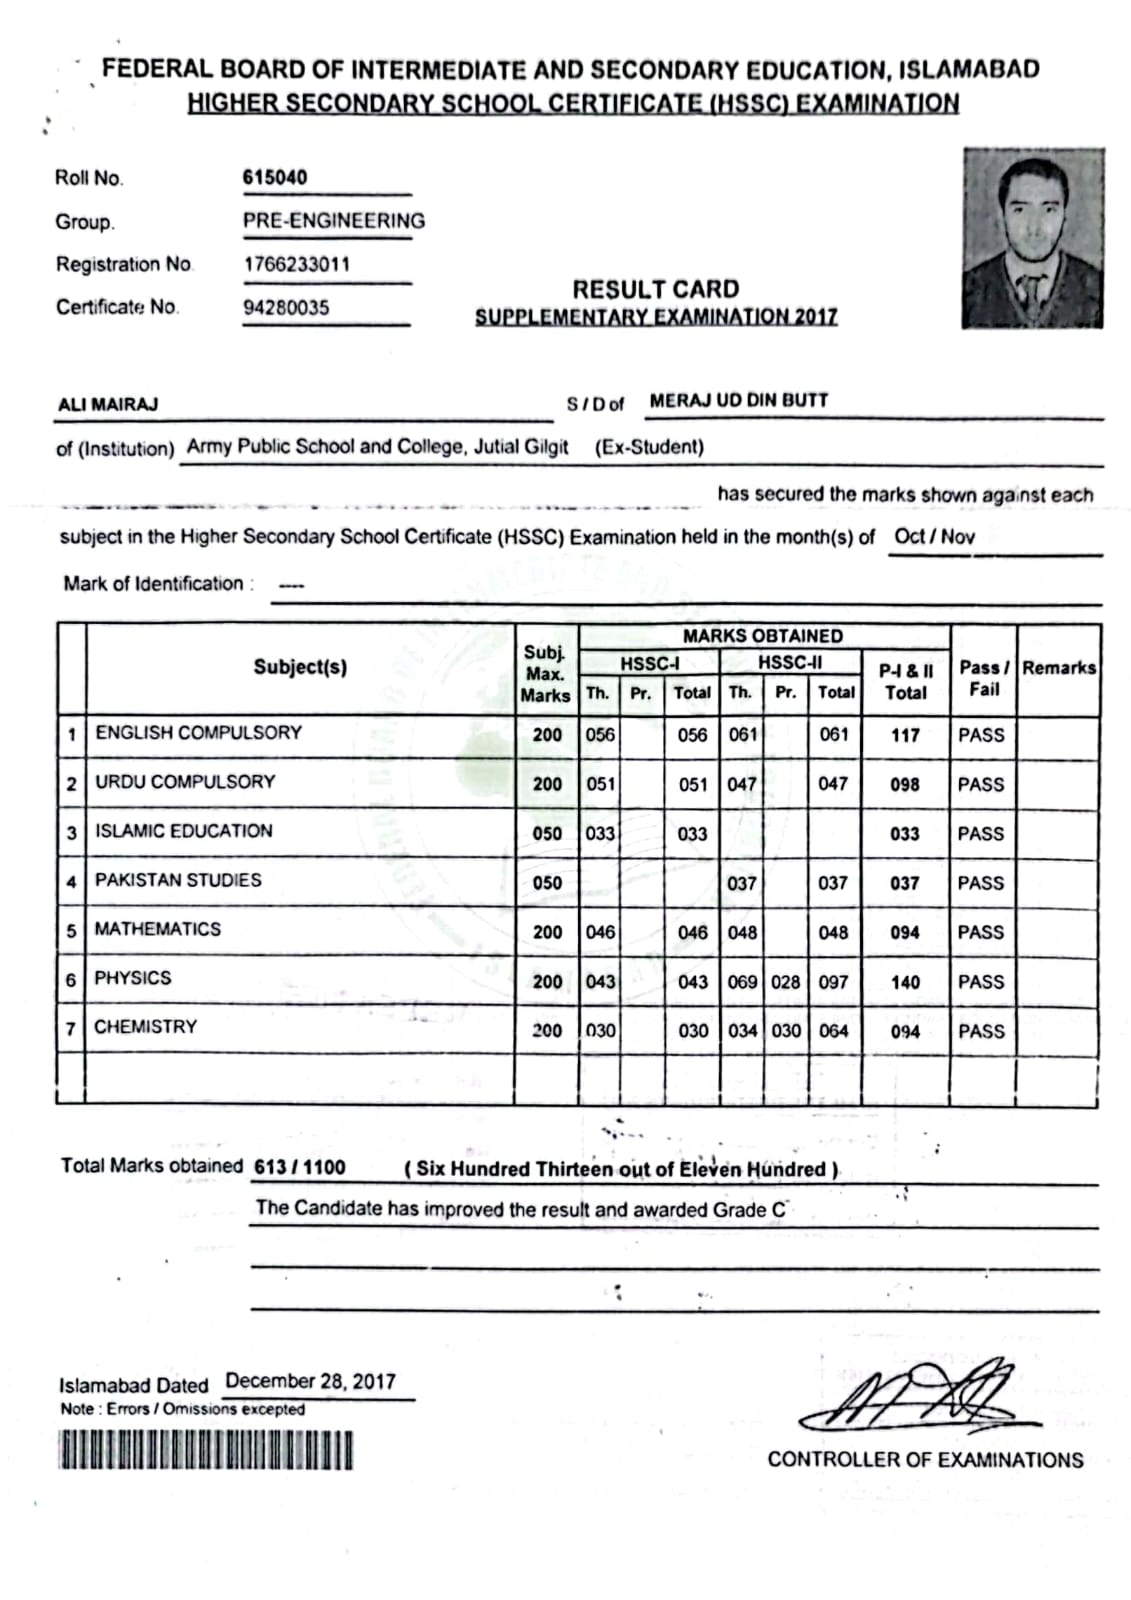 FEDERAL BOARD OF INTERMEDIATE AND SECONDARY EDUCATION, ISLAMABAD
HIGHER SECONDARY SCHOOL CERTIFICATE (HSSC) EXAMINATION
Roll No. 615040
Group. PRE-ENGINEERING
Registration No. 1766233011
Certificate No. 94280035
RESULT CARD
SUPPLEMENTARY EXAMINATION 2017
ALI MAIRAJ S / D of MERAJ UD DIN BUTT
of (Institution) Army Public School and College, Jutial Gilgit (Ex-Student)
has secured the marks shown against each
subject in the Higher Secondary School Certificate (HSSC) Examination held in the month(s) of Oct / Nov
Mark of Identification : ----
Subject(s) Subj. Max. Marks MARKS OBTAINED Pass / Fail Remarks
HSSC-I HSSC-II P-I & II Total
Th. Pr. Total Th. Pr. Total
1 ENGLISH COMPULSORY 200 056 056 061 061 117 PASS
2 URDU COMPULSORY 200 051 051 047 047 098 PASS
3 ISLAMIC EDUCATION 050 033 033 033 PASS
4 PAKISTAN STUDIES 050 037 037 037 PASS
5 MATHEMATICS 200 046 046 048 048 094 PASS
6 PHYSICS 200 043 043 069 028 097 140 PASS
7 CHEMISTRY 200 030 030 034 030 064 094 PASS
Total Marks obtained 613 / 1100 ( Six Hundred Thirteen out of Eleven Hundred )
The Candidate has improved the result and awarded Grade C
Islamabad Dated December 28, 2017
Note : Errors / Omissions excepted
CONTROLLER OF EXAMINATIONS